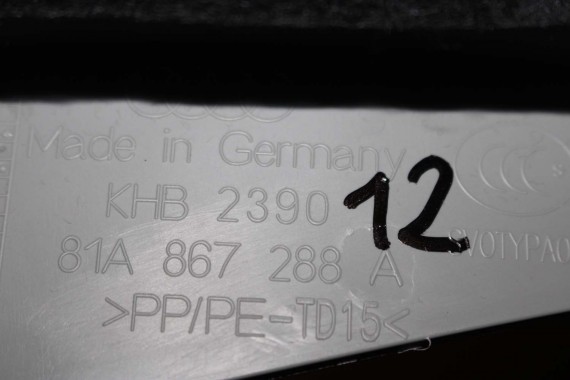 Made in Germany
KHB 2390
12
81A 867 288 A
>PP/PE-TD15<